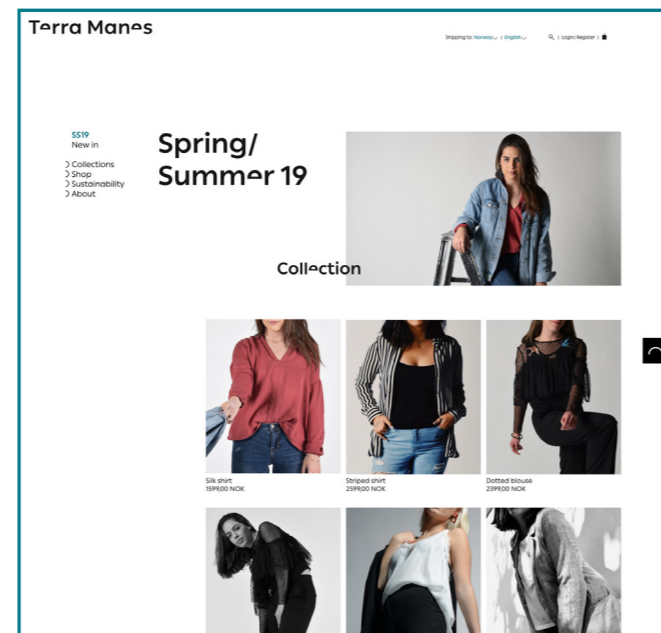 Terra Manes
Shipping to: Norway | English | Login/Register |
SS19
New in
Collections
Shop
Sustainability
About
Spring/
Summer 19
Collection
Silk shirt
1599,00 NOK
Striped shirt
2599,00 NOK
Dotted blouse
2399,00 NOK